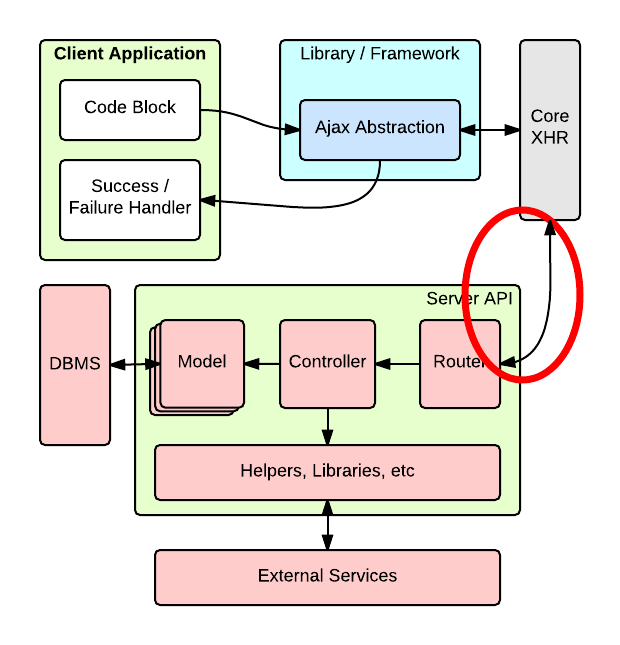 Client Application
Library / Framework
Code Block
Ajax Abstraction
Core
XHR
Success /
Failure Handler
Server API
DBMS
Model
Controller
Router
Helpers, Libraries, etc
External Services